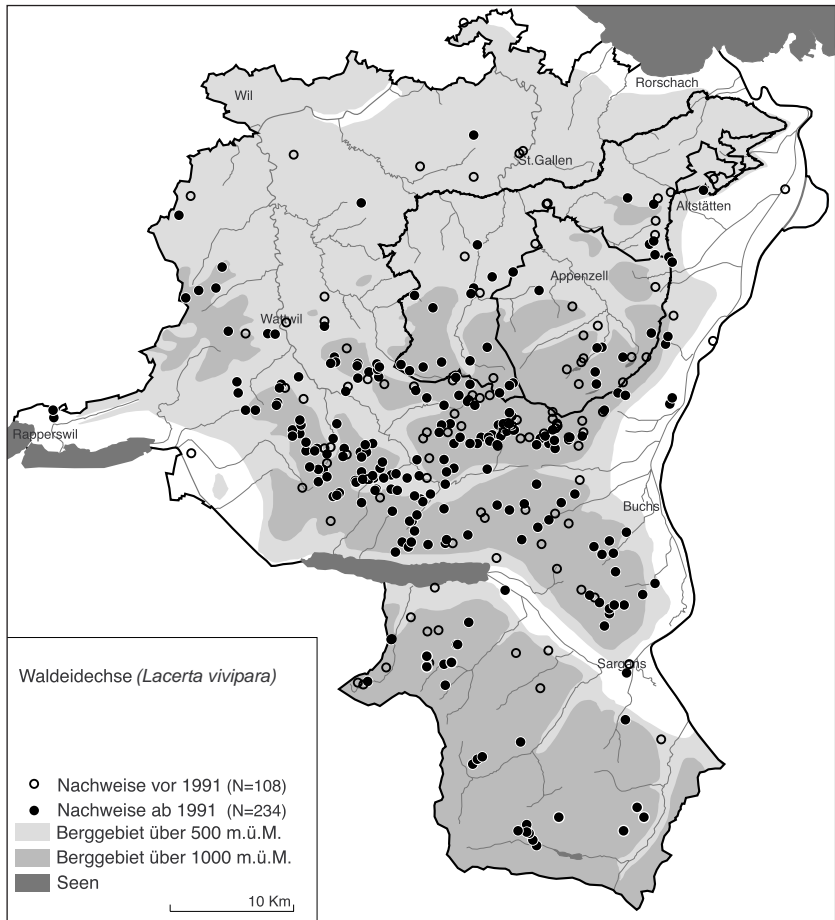 Rorschach
Wil
St.Gallen
Altstätten
Appenzell
Wattwil
Rapperswil
Buchs
Sargans
Waldeidechse (Lacerta vivipara)
Nachweise vor 1991 (N=108)
Nachweise ab 1991 (N=234)
Berggebiet über 500 m.ü.M.
Berggebiet über 1000 m.ü.M.
Seen
10 Km